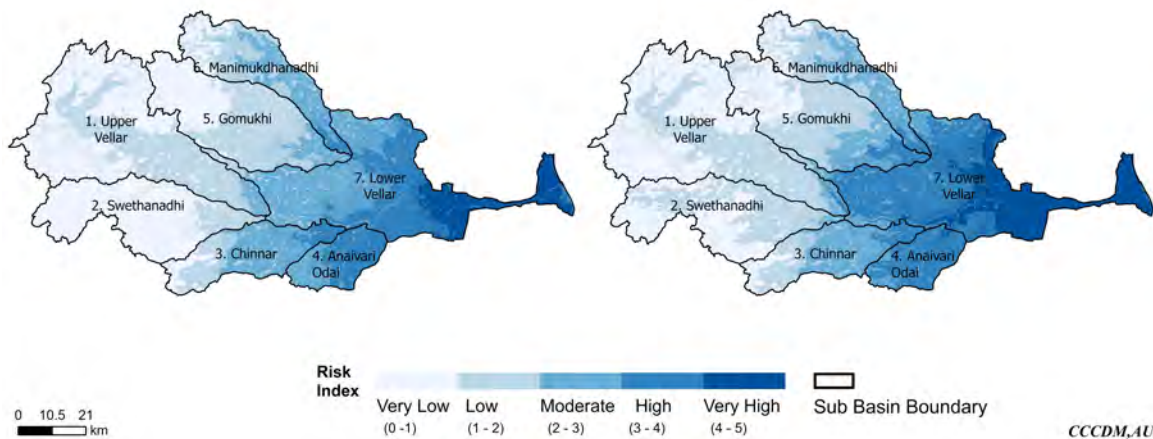 6. Manimukdhanadhi
1. Upper
Vellar
5. Gomukhi
7. Lower
Vellar
2. Swethanadhi
3. Chinnar
4. Anaivari
Odai
6. Manimukdhanadhi
1. Upper
Vellar
5. Gomukhi
7. Lower
Vellar
2. Swethanadhi
3. Chinnar
4. Anaivari
Odai
Risk
Index
Very Low Low Moderate High Very High
(0 -1) (1 - 2) (2 - 3) (3 - 4) (4 - 5)
Sub Basin Boundary
0 10.5 21
km
CCCDM,AU